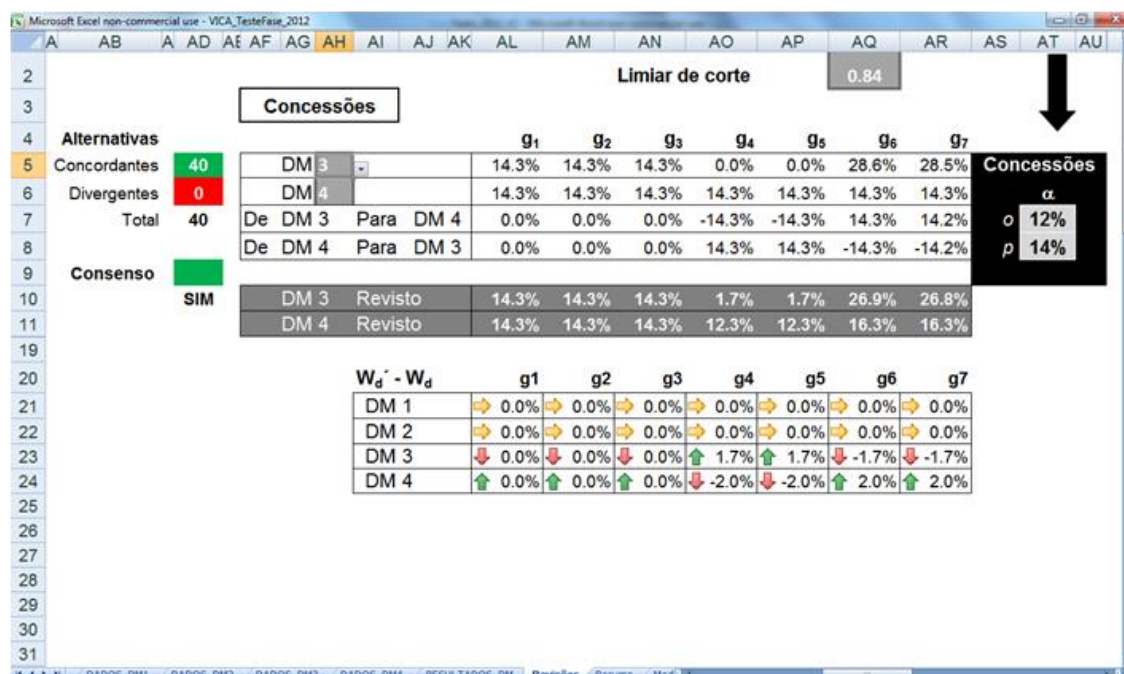 Microsoft Excel non-commercial use - VICA_TesteFase_2012
A AB A AD AE AF AG AH AI AJ AK AL AM AN AO AP AQ AR AS AT AU
2 Limiar de corte 0.84
3 Concessões
4 Alternativas g₁ g₂ g₃ g₄ g₅ g₆ g₇
5 Concordantes 40 DM 3 14.3% 14.3% 14.3% 0.0% 0.0% 28.6% 28.5% Concessões
6 Divergentes 0 DM 4 14.3% 14.3% 14.3% 14.3% 14.3% 14.3% 14.3% α
7 Total 40 De DM 3 Para DM 4 0.0% 0.0% 0.0% -14.3% -14.3% 14.3% 14.2% o 12%
8 De DM 4 Para DM 3 0.0% 0.0% 0.0% 14.3% 14.3% -14.3% -14.2% p 14%
9 Consenso
10 SIM DM 3 Revisto 14.3% 14.3% 14.3% 1.7% 1.7% 26.9% 26.8%
11 DM 4 Revisto 14.3% 14.3% 14.3% 12.3% 12.3% 16.3% 16.3%
19
20 W_d´ - W_d g1 g2 g3 g4 g5 g6 g7
21 DM 1 0.0% 0.0% 0.0% 0.0% 0.0% 0.0% 0.0%
22 DM 2 0.0% 0.0% 0.0% 0.0% 0.0% 0.0% 0.0%
23 DM 3 0.0% 0.0% 0.0% 1.7% 1.7% -1.7% -1.7%
24 DM 4 0.0% 0.0% 0.0% -2.0% -2.0% 2.0% 2.0%
25
26
27
28
29
30
31